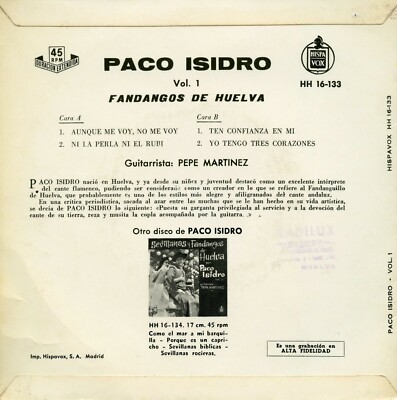 45
RPM
DURACION EXTENDIDA
PACO ISIDRO
Vol. 1
FANDANGOS DE HUELVA
HISPA
VOX
HH 16-133
Cara A
1. AUNQUE ME VOY, NO ME VOY
2. NI LA PERLA NI EL RUBI
Cara B
1. TEN CONFIANZA EN MI
2. YO TENGO TRES CORAZONES
Guitarrista: PEPE MARTINEZ
PACO ISIDRO nació en Huelva, y ya desde su niñez y juventud destacó como un excelente intérprete
del cante flamenco, pudiendo ser considerado como un creador en lo que se refiere al Fandanguillo
de Huelva, que probablemente es uno de los estilos más alegre y aligerante del cante andaluz.
En una crítica periodística, sacada al azar entre las muchas que se le han hecho en su vida artística,
se decía de PACO ISIDRO lo siguiente: «Puesta su garganta privilegiada al servicio y a la devoción del
cante de su tierra, reza y musita la copla acompañada por la guitarra.
Otro disco de PACO ISIDRO
Sevillanas y Fandangos
de
Huelva
Paco
Isidro
PEPE MARTINEZ
HH 16-134. 17 cm. 45 rpm
Como el mar a mi barqui-
lla - Porque es un capri-
cho - Sevillanas bíblicas -
Sevillanas rocieras.
Imp. Hispavox, S. A. Madrid
Es una grabación en
ALTA FIDELIDAD
HISPAVOX HH 16-133
PACO ISIDRO - VOL. 1